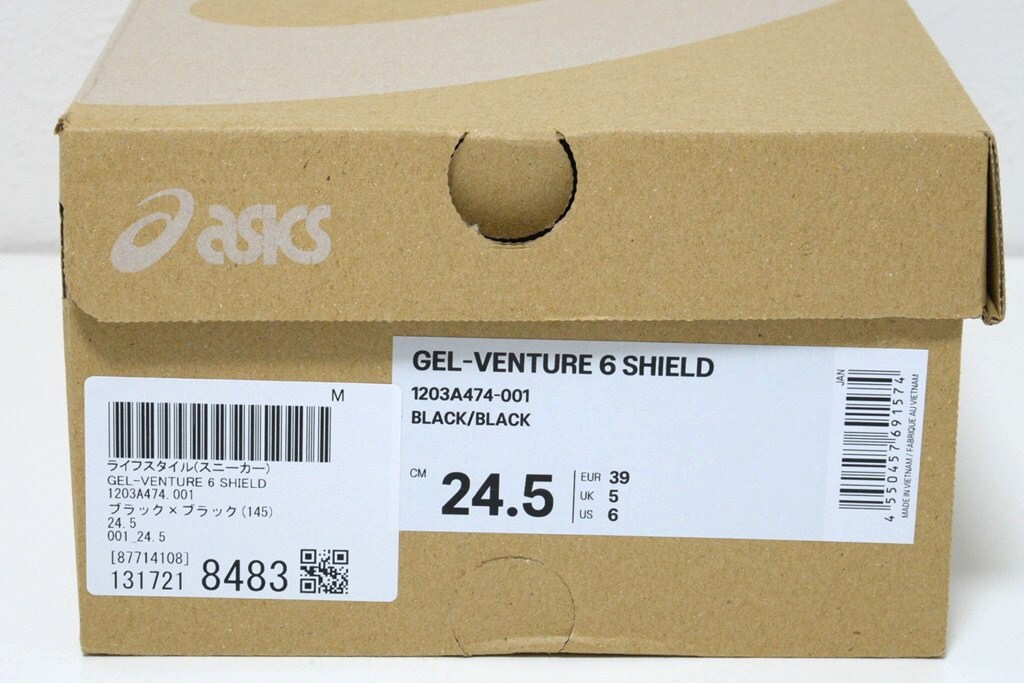 asics
GEL-VENTURE 6 SHIELD
1203A474-001
BLACK/BLACK
CM 24.5
EUR 39
UK 5
US 6
JAN
4 550457 691574
MADE IN VIETNAM / FABRIQUE AU VIETNAM
M
ライフスタイル(スニーカー)
GEL-VENTURE 6 SHIELD
1203A474.001
ブラック×ブラック(145)
24.5
001_24.5
[87714108]
131721 8483